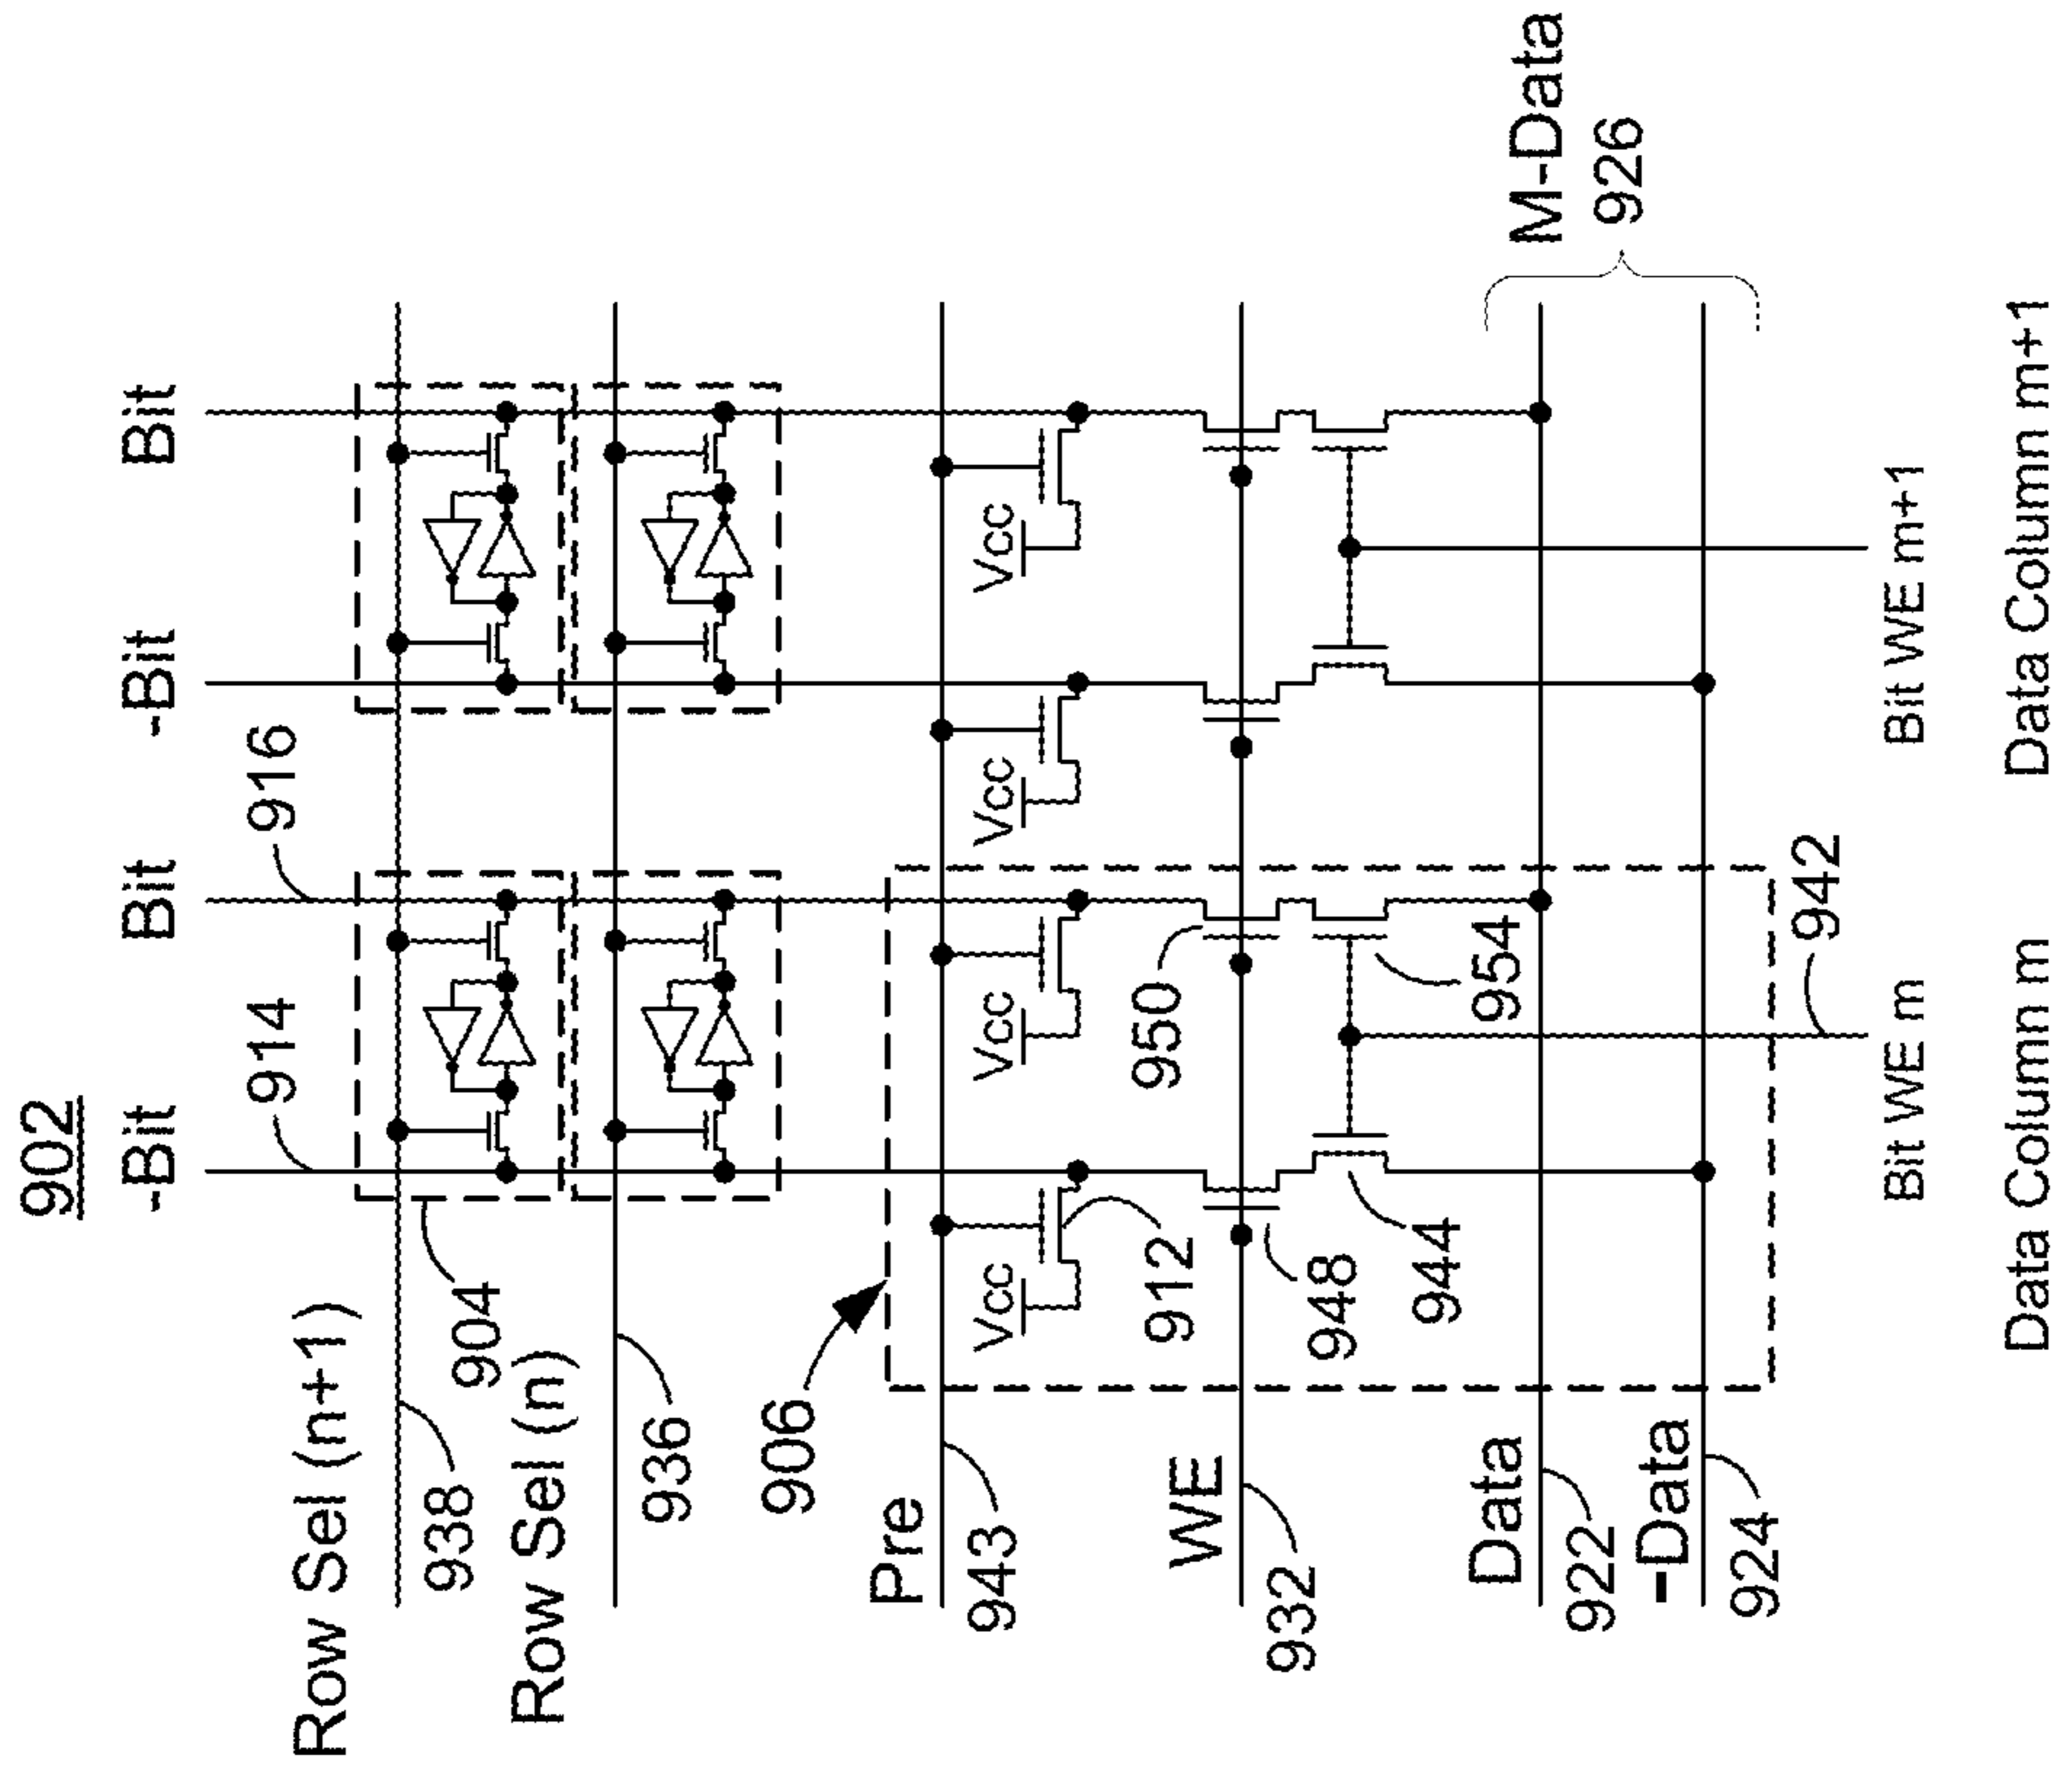 902
-Bit
Bit
-Bit
Bit
914
916
Row Sel (n+1)
938
904
Row Sel (n)
936
906
Pre
943
Vcc
Vcc
Vcc
Vcc
912
950
WE
932
948
944
954
M-Data
926
Data
922
-Data
924
942
Bit WE m
Bit WE m+1
Data Column m
Data Column m+1